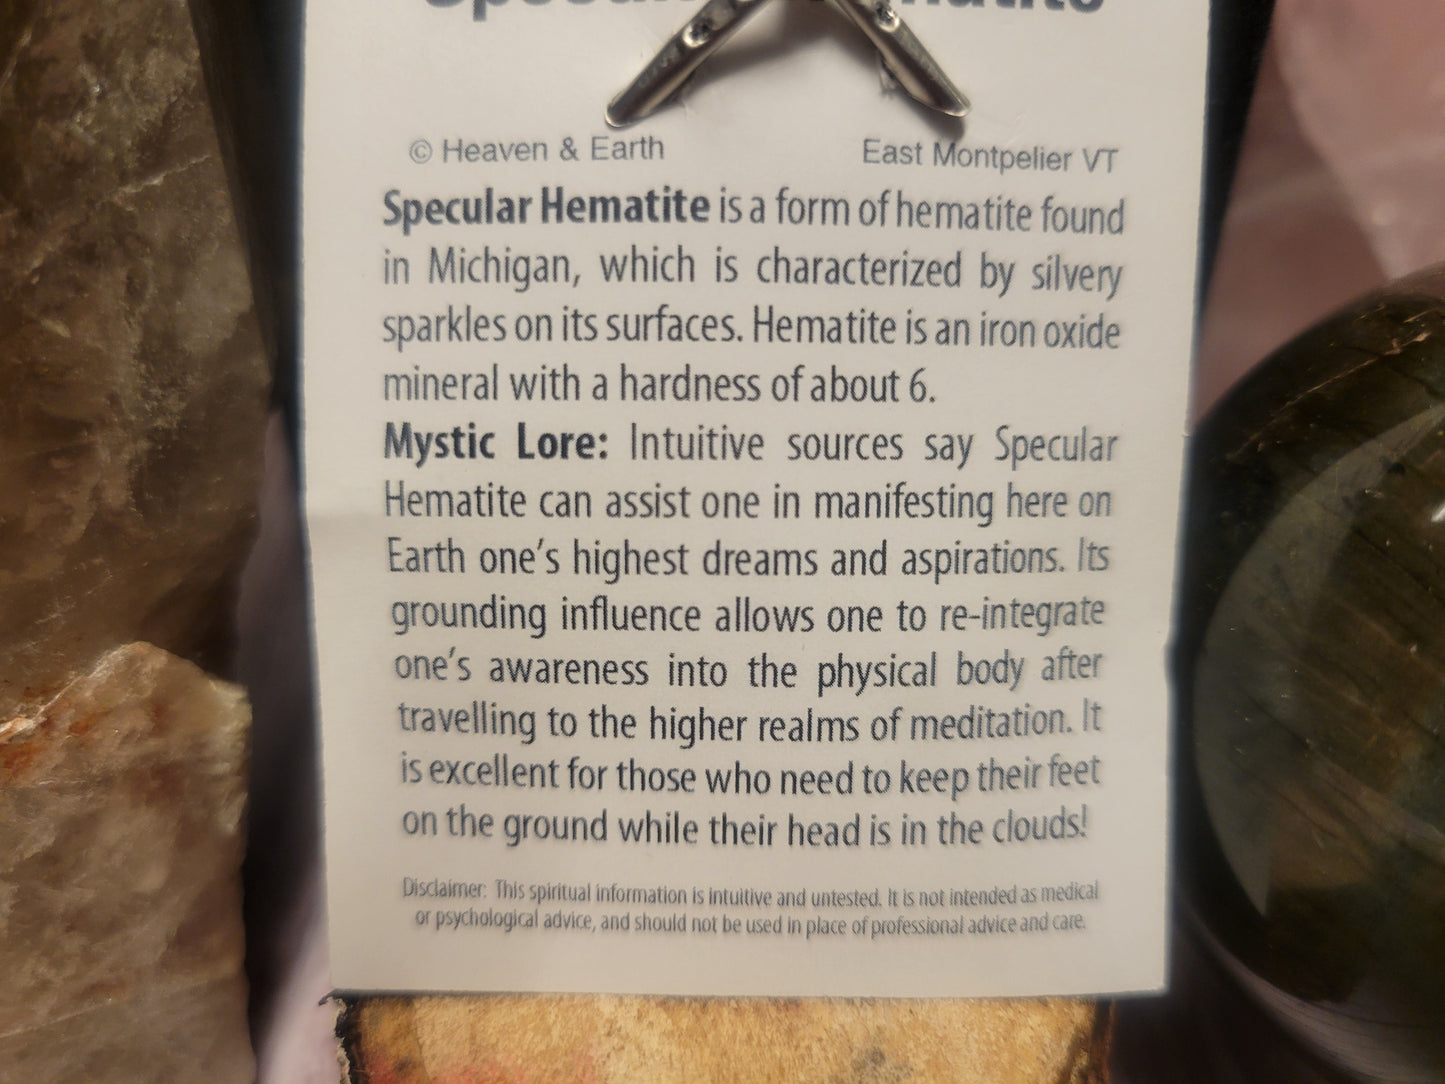 © Heaven & Earth East Montpelier VT
Specular Hematite is a form of hematite found
in Michigan, which is characterized by silvery
sparkles on its surfaces. Hematite is an iron oxide
mineral with a hardness of about 6.
Mystic Lore: Intuitive sources say Specular
Hematite can assist one in manifesting here on
Earth one's highest dreams and aspirations. Its
grounding influence allows one to re-integrate
one's awareness into the physical body after
travelling to the higher realms of meditation. It
is excellent for those who need to keep their feet
on the ground while their head is in the clouds!
Disclaimer: This spiritual information is intuitive and untested. It is not intended as medical
or psychological advice, and should not be used in place of professional advice and care.